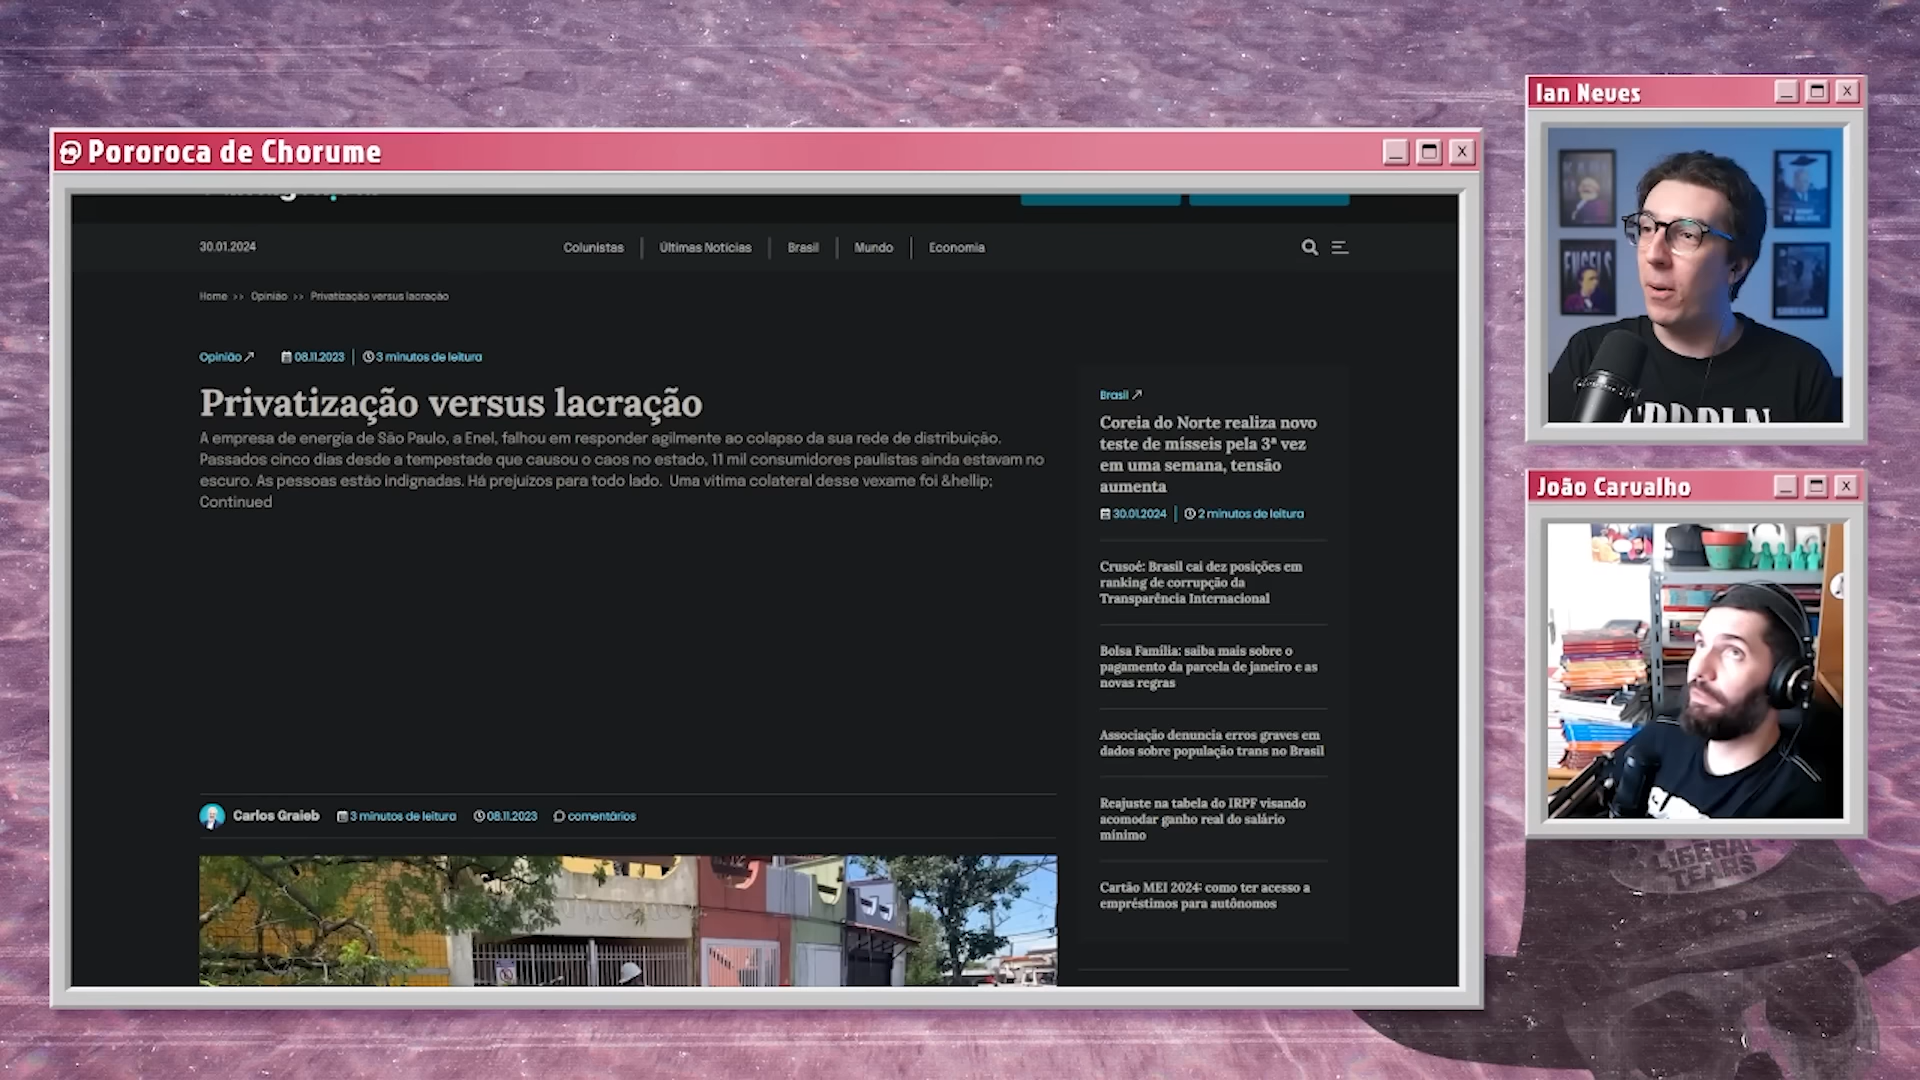 Pororoca de Chorume
30.01.2024
Colunistas
Últimas Notícias
Brasil
Mundo
Economia
Home >> Opinião >> Privatização versus lacração
Opinião
08.11.2023
3 minutos de leitura
Privatização versus lacração
A empresa de energia de São Paulo, a Enel, falhou em responder agilmente ao colapso da sua rede de distribuição.
Passados cinco dias desde a tempestade que causou o caos no estado, 11 mil consumidores paulistas ainda estavam no
escuro. As pessoas estão indignadas. Há prejuízos para todo lado. Uma vítima colateral desse vexame foi &hellip;
Continued
Carlos Graieb
3 minutos de leitura
08.11.2023
comentários
Brasil
Coreia do Norte realiza novo
teste de mísseis pela 3ª vez
em uma semana, tensão
aumenta
30.01.2024
2 minutos de leitura
Crusoé: Brasil cai dez posições em
ranking de corrupção da
Transparência Internacional
Bolsa Família: saiba mais sobre o
pagamento da parcela de janeiro e as
novas regras
Associação denuncia erros graves em
dados sobre população trans no Brasil
Reajuste na tabela do IRPF visando
acomodar ganho real do salário
mínimo
Cartão MEI 2024: como ter acesso a
empréstimos para autônomos
Ian Neves
ENGELS
João Carvalho
LIBERAL
TEARS